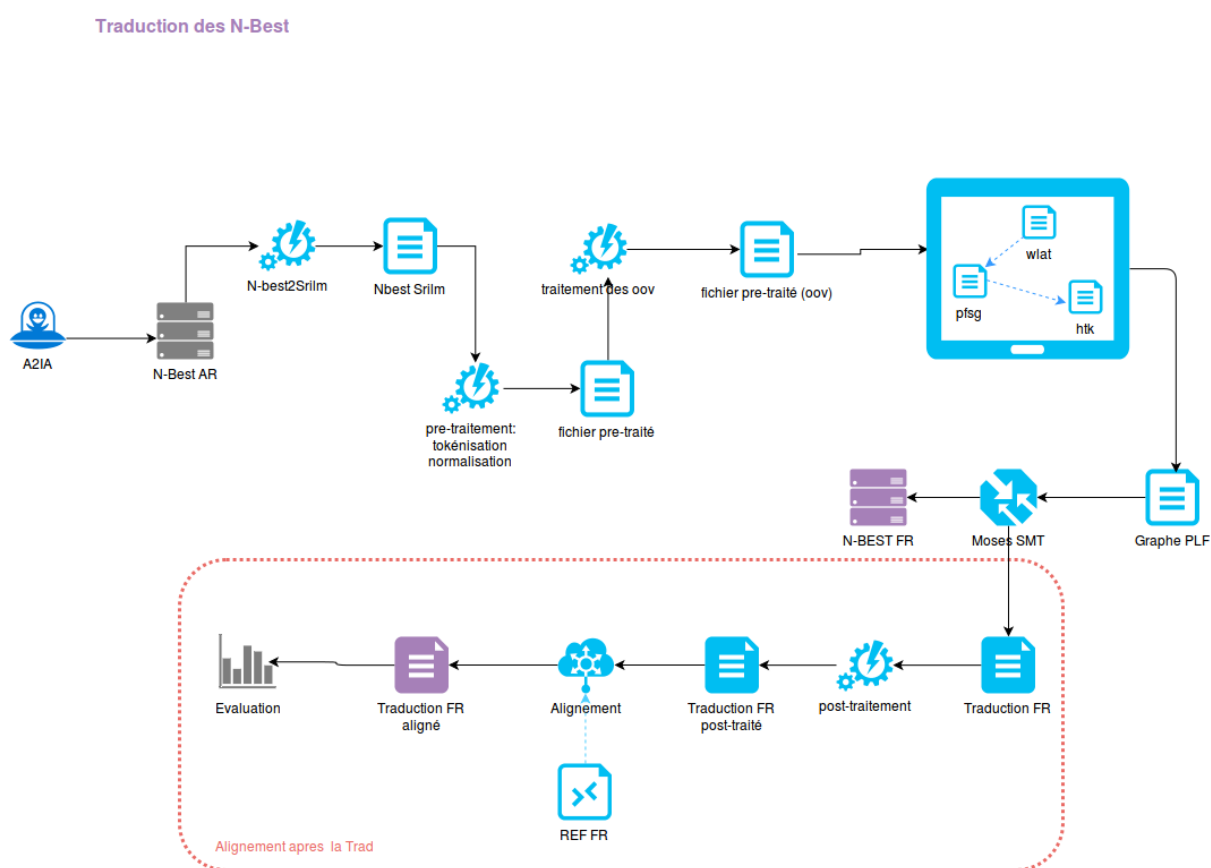 Traduction des N-Best
A2IA
N-Best AR
N-best2Srilm
Nbest Srilm
pre-traitement:
tokénisation
normalisation
fichier pre-traité
traitement des oov
fichier pre-traité (oov)
wlat
pfsg
htk
Graphe PLF
Moses SMT
N-BEST FR
Traduction FR
post-traitement
Traduction FR
post-traité
Alignement
REF FR
Traduction FR
aligné
Evaluation
Alignement apres la Trad